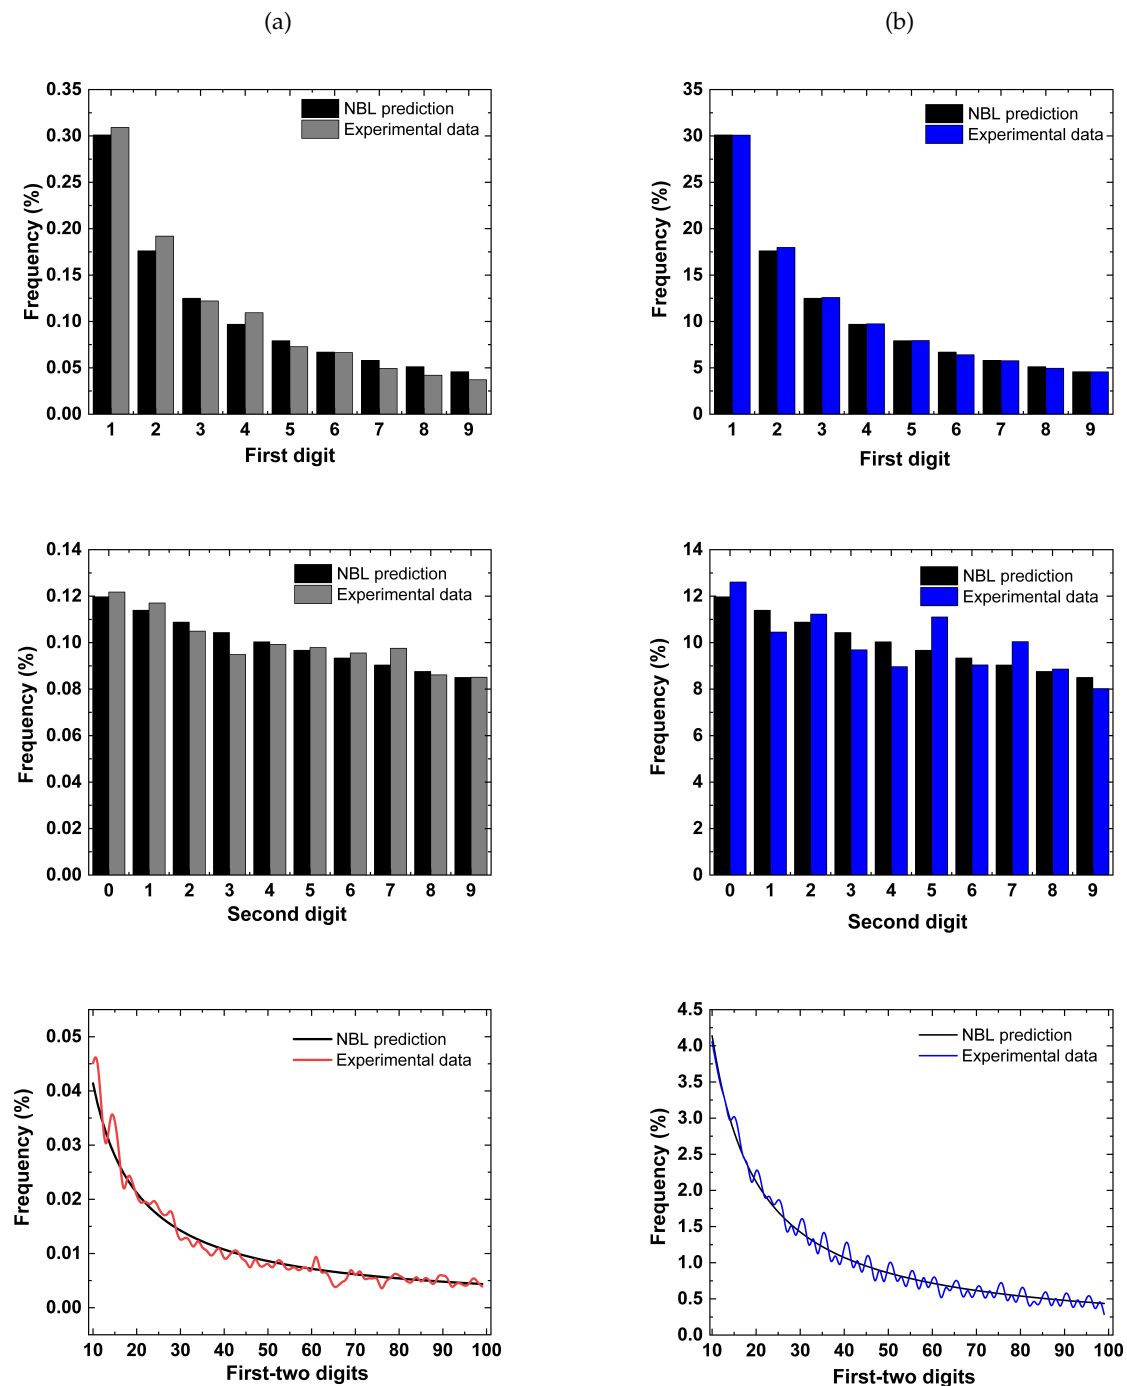 (a)
(b)
0.35
0.30
0.25
0.20
0.15
0.10
0.05
0.00
Frequency (%)
NBL prediction
Experimental data
1 2 3 4 5 6 7 8 9
First digit
35
30
25
20
15
10
5
0
Frequency (%)
NBL prediction
Experimental data
1 2 3 4 5 6 7 8 9
First digit
0.14
0.12
0.10
0.08
0.06
0.04
0.02
0.00
Frequency (%)
NBL prediction
Experimental data
0 1 2 3 4 5 6 7 8 9
Second digit
14
12
10
8
6
4
2
0
Frequency (%)
NBL prediction
Experimental data
0 1 2 3 4 5 6 7 8 9
Second digit
0.05
0.04
0.03
0.02
0.01
0.00
Frequency (%)
NBL prediction
Experimental data
10 20 30 40 50 60 70 80 90 100
First-two digits
4.5
4.0
3.5
3.0
2.5
2.0
1.5
1.0
0.5
0.0
Frequency (%)
NBL prediction
Experimental data
10 20 30 40 50 60 70 80 90 100
First-two digits